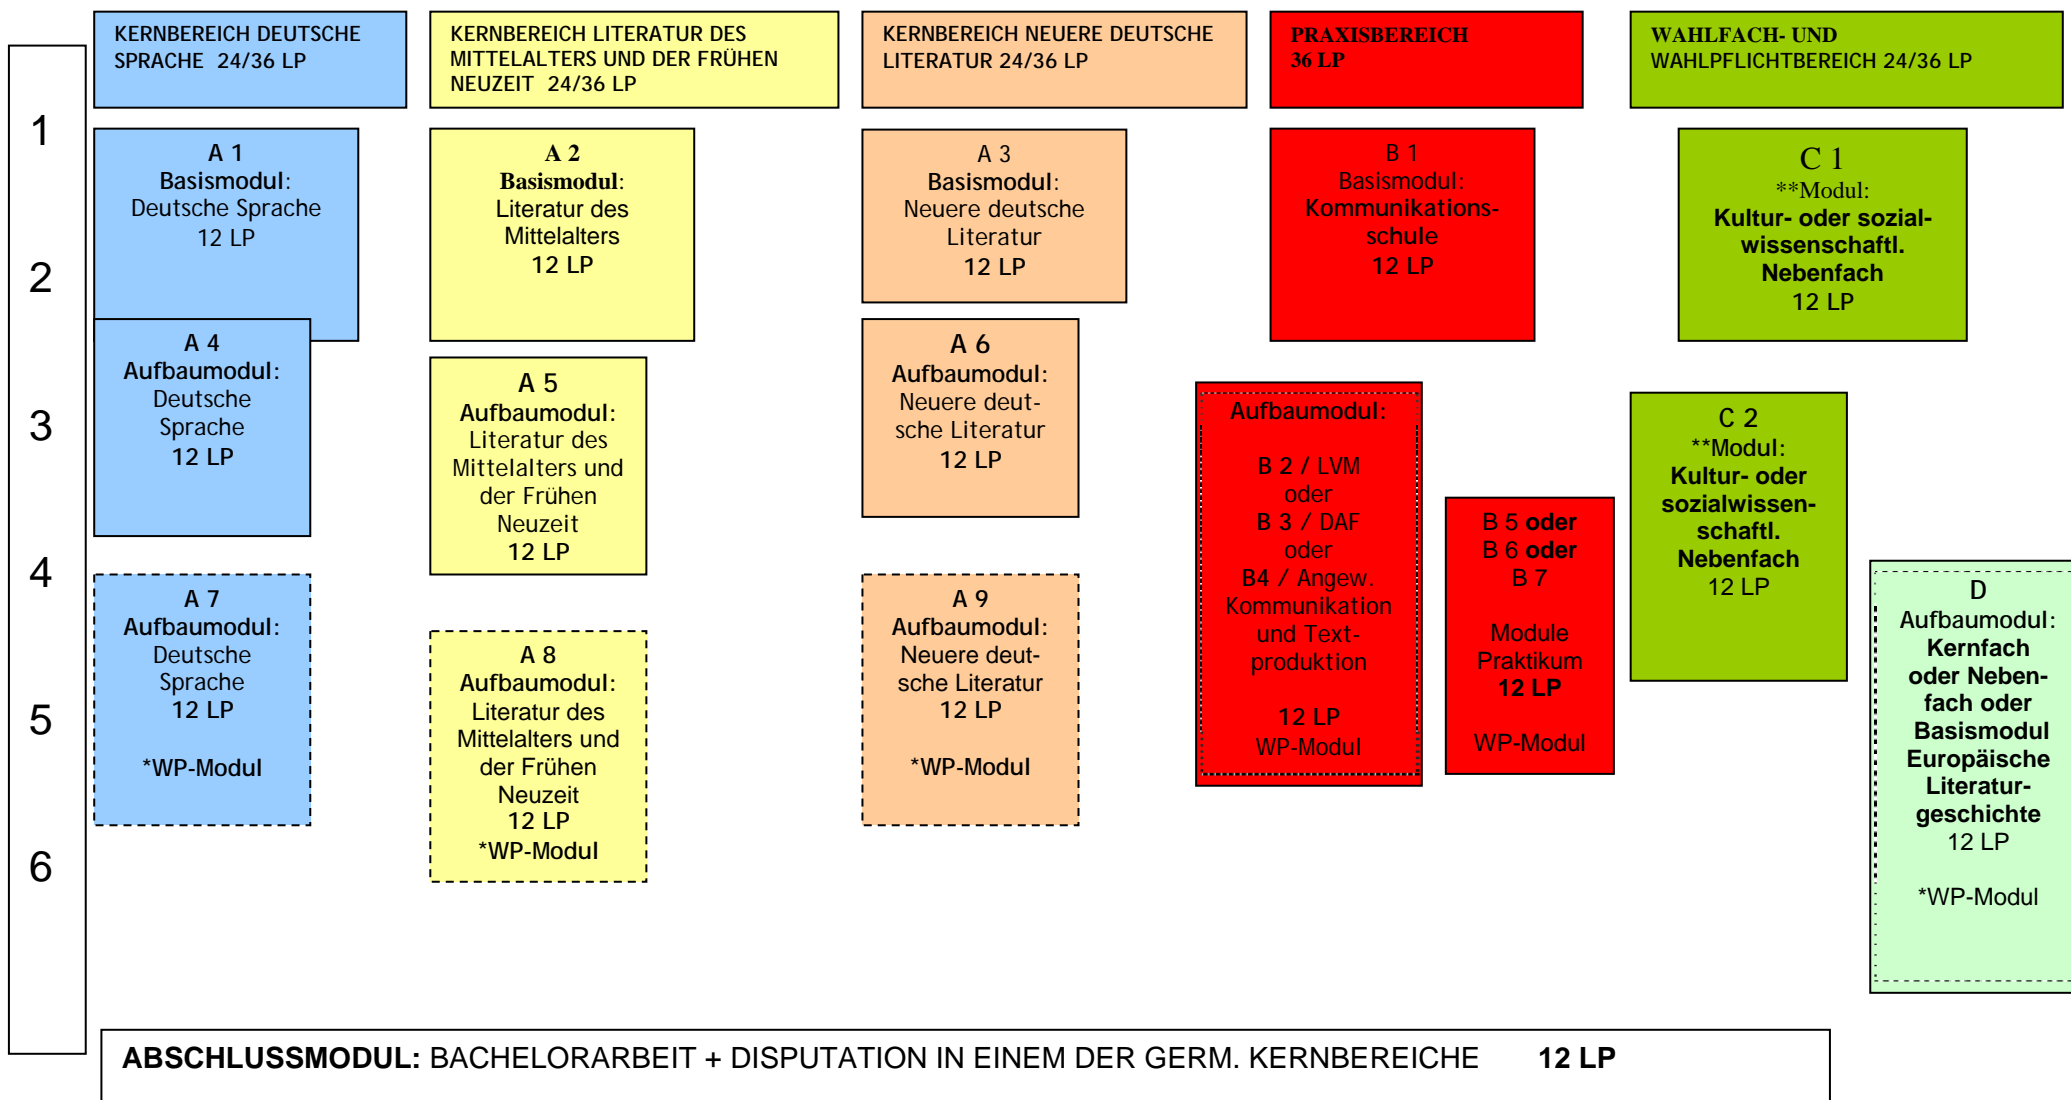 KERNBEREICH DEUTSCHE
SPRACHE 24/36 LP
KERNBEREICH LITERATUR DES
MITTELALTERS UND DER FRÜHEN
NEUZEIT 24/36 LP
KERNBEREICH NEUERE DEUTSCHE
LITERATUR 24/36 LP
PRAXISBEREICH
36 LP
WAHLFACH- UND
WAHLPFLICHTBEREICH 24/36 LP
1
2
3
4
5
6
A 1
Basismodul:
Deutsche Sprache
12 LP
A 2
Basismodul:
Literatur des
Mittelalters
12 LP
A 3
Basismodul:
Neuere deutsche
Literatur
12 LP
B 1
Basismodul:
Kommunikations-
schule
12 LP
C 1
**Modul:
Kultur- oder sozial-
wissenschaftl.
Nebenfach
12 LP
A 4
Aufbaumodul:
Deutsche
Sprache
12 LP
A 5
Aufbaumodul:
Literatur des
Mittelalters und
der Frühen
Neuzeit
12 LP
A 6
Aufbaumodul:
Neuere deut-
sche Literatur
12 LP
Aufbaumodul:
B 2 / LVM
oder
B 3 / DAF
oder
B4 / Angew.
Kommunikation
und Text-
produktion
12 LP
WP-Modul
B 5 oder
B 6 oder
B 7
Module
Praktikum
12 LP
WP-Modul
C 2
**Modul:
Kultur- oder
sozialwissen-
schaftl.
Nebenfach
12 LP
D
Aufbaumodul:
Kernfach
oder Neben-
fach oder
Basismodul
Europäische
Literatur-
geschichte
12 LP
*WP-Modul
A 7
Aufbaumodul:
Deutsche
Sprache
12 LP
*WP-Modul
A 8
Aufbaumodul:
Literatur des
Mittelalters und
der Frühen
Neuzeit
12 LP
*WP-Modul
A 9
Aufbaumodul:
Neuere deut-
sche Literatur
12 LP
*WP-Modul
ABSCHLUSSMODUL: BACHELORARBEIT + DISPUTATION IN EINEM DER GERM. KERNBEREICHE 12 LP